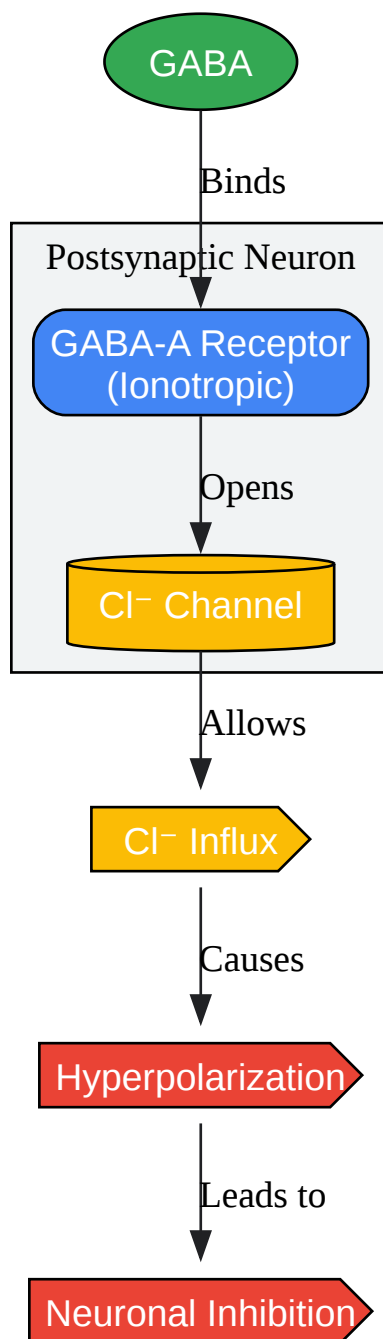 GABA
Binds
Postsynaptic Neuron
GABA-A Receptor
(Ionotropic)
Opens
Cl⁻ Channel
Allows
Cl⁻ Influx
Causes
Hyperpolarization
Leads to
Neuronal Inhibition